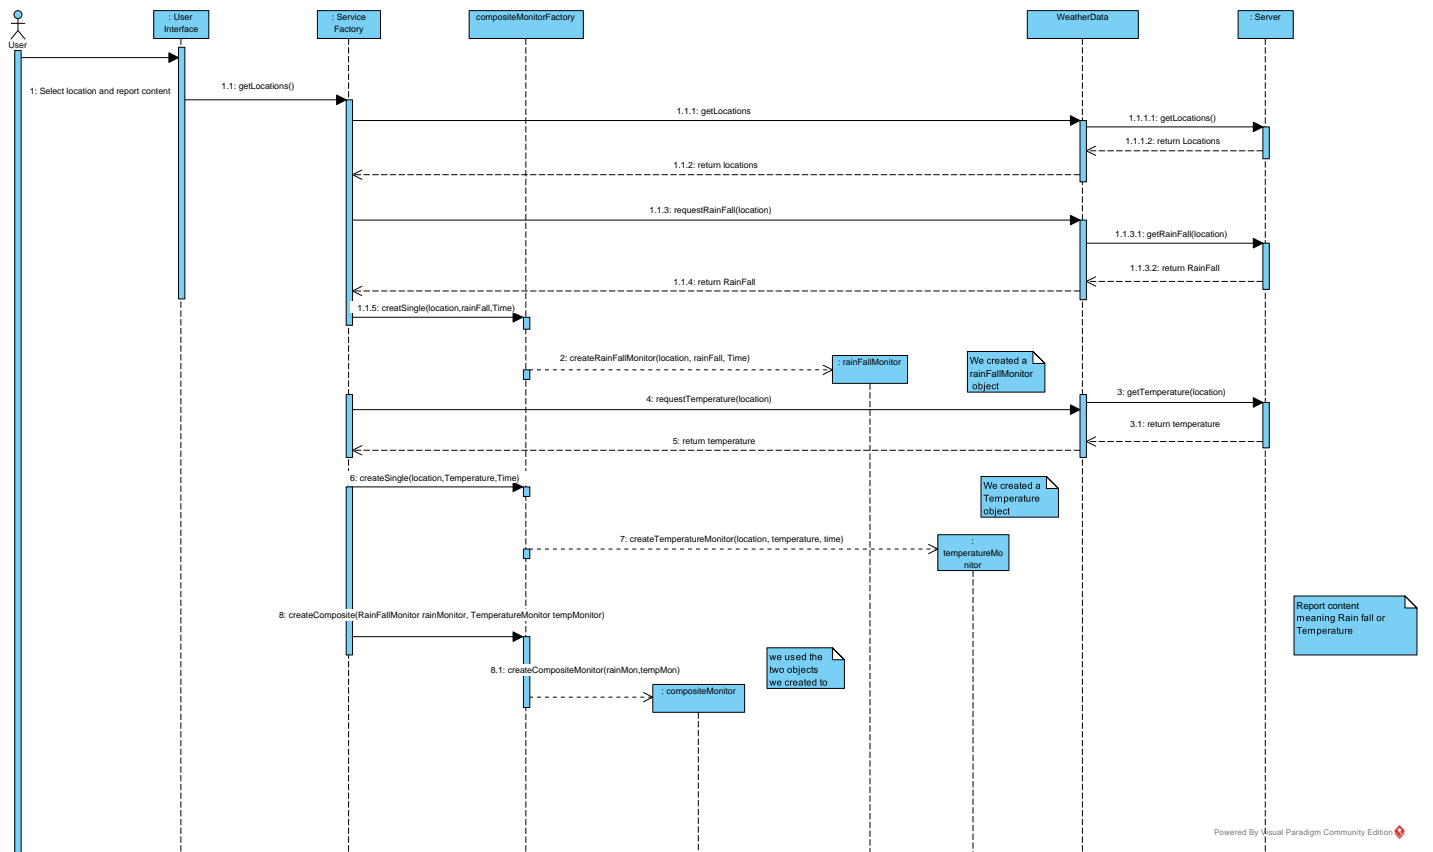 : User
Interface
: Service
Factory
compositeMonitorFactory
WeatherData
: Server
User
1: Select location and report content
1.1: getLocations()
1.1.1: getLocations
1.1.1.1: getLocations()
1.1.1.2: return Locations
1.1.2: return locations
1.1.3: requestRainFall(location)
1.1.3.1: getRainFall(location)
1.1.3.2: return RainFall
1.1.4: return RainFall
1.1.5: creatSingle(location,rainFall,Time)
2: createRainFallMonitor(location, rainFall, Time)
: rainFallMonitor
We created a
rainFallMonitor
object
3: getTemperature(location)
4: requestTemperature(location)
3.1: return temperature
5: return temperature
6: createSingle(location,Temperature,Time)
We created a
Temperature
object
7: createTemperatureMonitor(location, temperature, time)
:
temperatureMo
nitor
8: createComposite(RainFallMonitor rainMonitor, TemperatureMonitor tempMonitor)
Report content
meaning Rain fall or
Temperature
8.1: createCompositeMonitor(rainMon,tempMon)
we used the
two objects
we created to
: compositeMonitor
Powered By Visual Paradigm Community Edition